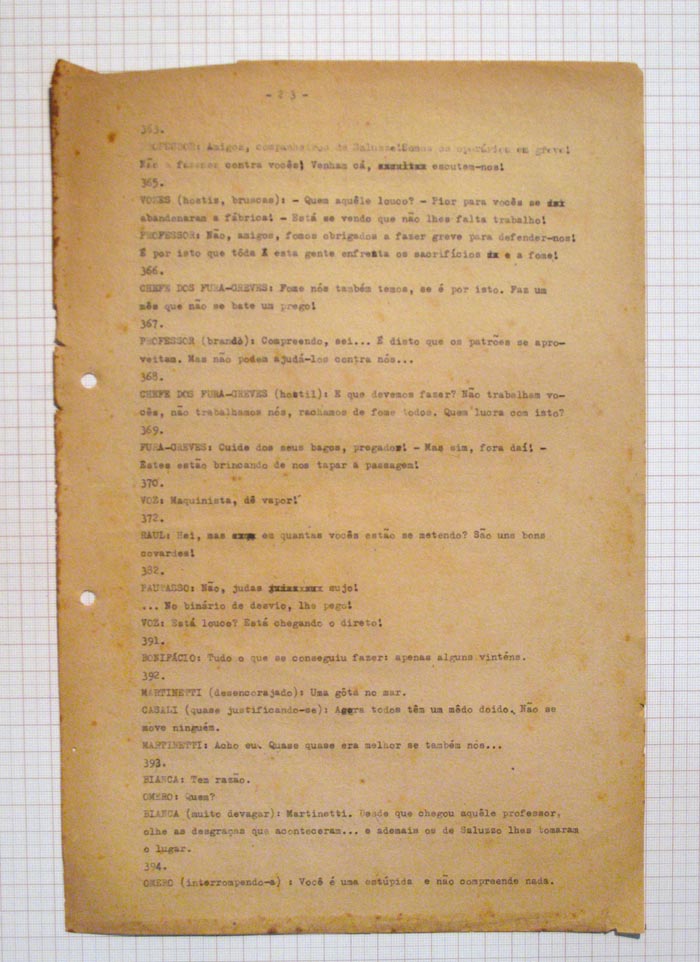 - 2 3 -
363.
PROFESSOR: Amigos, companheiros de Saluzzo!Somos os operários em greve!
Não a fazemos contra vocês! Venham cá, escutem-nos!
365.
VOZES (hostis, bruscas): - Quem aquêle louco? - Pior para vocês se
abandonaram a fábrica! - Está se vendo que não lhes falta trabalho!
PROFESSOR: Não, amigos, fomos obrigados a fazer greve para defender-nos!
É por isto que tôda esta gente enfrenta os sacrifícios e a fome!
366.
CHEFE DOS FURA-GREVES: Fome nós também temos, se é por isto. Faz um
mês que não se bate um prego!
367.
PROFESSOR (brando): Compreendo, sei... É disto que os patrões se apro-
veitam. Mas não podem ajudá-los contra nós...
368.
CHEFE DOS FURA-GREVES (hostil): E que devemos fazer? Não trabalham vo-
cês, não trabalhamos nós, rachamos de fome todos. Quem lucra com isto?
369.
FURA-GREVES: Cuide dos seus bagos, pregador! - Mas sim, fora daí! -
Estes estão brincando de nos tapar a passagem!
370.
VOZ: Maquinista, dê vapor!
372.
RAUL: Hei, mas em quantas vocês estão se metendo? São uns bons
covardes!
382.
PAUTASSO: Não, judas sujo!
... No binário de desvio, lhe pego!
VOZ: Está louco? Está chegando o direto!
391.
BONIFÁCIO: Tudo o que se conseguiu fazer: apenas alguns vinténs.
392.
MARTINETTI (desencorajado): Uma gôta no mar.
CASALI (quase justificando-se): Agora todos têm um mêdo doido. Não se
move ninguém.
MARTINETTI: Acho eu. Quase quase era melhor se também nós...
393.
BIANCA: Tem razão.
OMERO: Quem?
BIANCA (muito devagar): Martinetti. Desde que chegou aquêle professor,
olhe as desgraças que aconteceram... e ademais os de Saluzzo lhes tomaram
o lugar.
394.
OMERO (interrompendo-a) : Você é uma estúpida e não compreende nada.